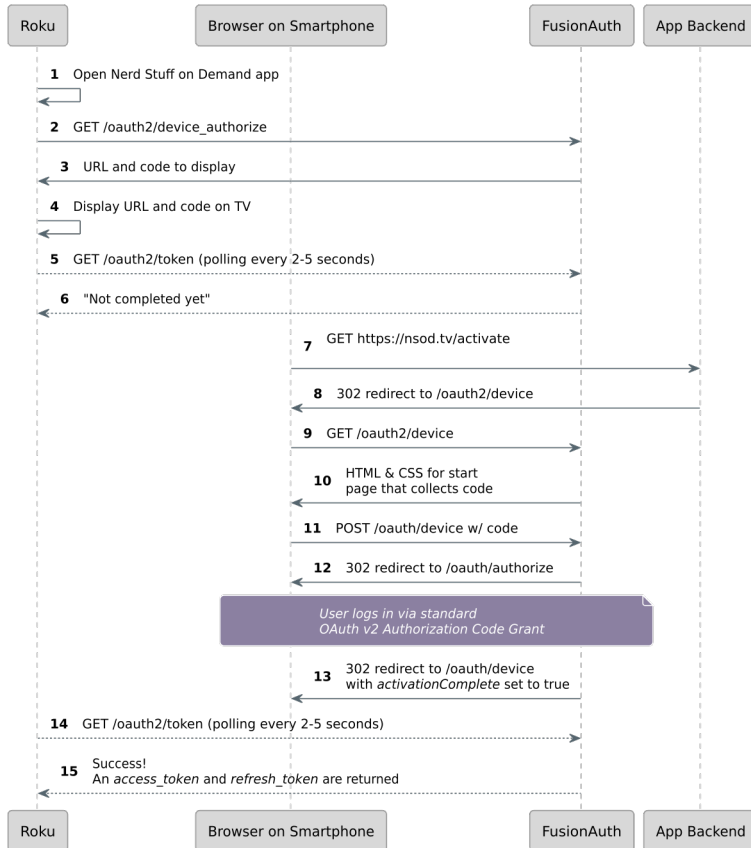 Roku
Browser on Smartphone
FusionAuth
App Backend
1 Open Nerd Stuff on Demand app
2 GET /oauth2/device_authorize
3 URL and code to display
4 Display URL and code on TV
5 GET /oauth2/token (polling every 2-5 seconds)
6 "Not completed yet"
7 GET https://nsod.tv/activate
8 302 redirect to /oauth2/device
9 GET /oauth2/device
10 HTML & CSS for start
page that collects code
11 POST /oauth/device w/ code
12 302 redirect to /oauth/authorize
User logs in via standard
OAuth v2 Authorization Code Grant
13 302 redirect to /oauth/device
with activationComplete set to true
14 GET /oauth2/token (polling every 2-5 seconds)
15 Success!
An access_token and refresh_token are returned
Roku
Browser on Smartphone
FusionAuth
App Backend